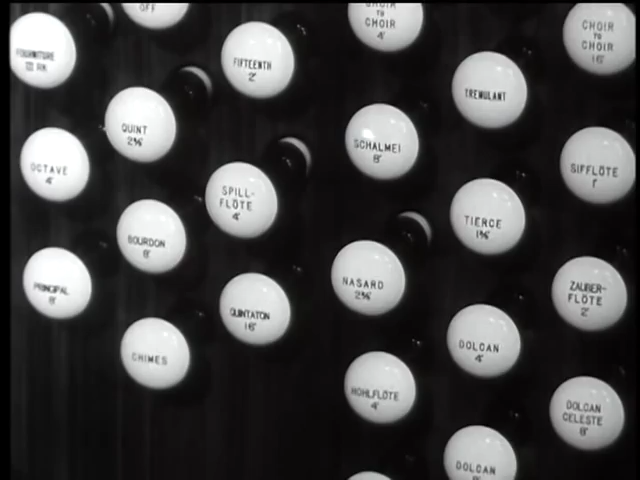 OFF
FOURNITURE
III RK
QUINT
2⅔'
OCTAVE
4'
BOURDON
8'
PRINCIPAL
8'
CHIMES
FIFTEENTH
2'
SPILL-
FLÖTE
4'
QUINTATON
16'
CHOIR
TO
CHOIR
4'
SCHALMEI
8'
NASARD
2⅔'
HOHLFLÖTE
4'
TREMULANT
TIERCE
1⅗'
DOLCAN
4'
DOLCAN
CHOIR
TO
CHOIR
16'
SIFFLÖTE
1'
ZAUBER-
FLÖTE
2'
DOLCAN
CELESTE
8'